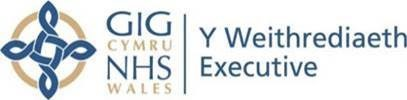 GIG
CYMRU
NHS
WALES
Y Weithrediaeth
Executive